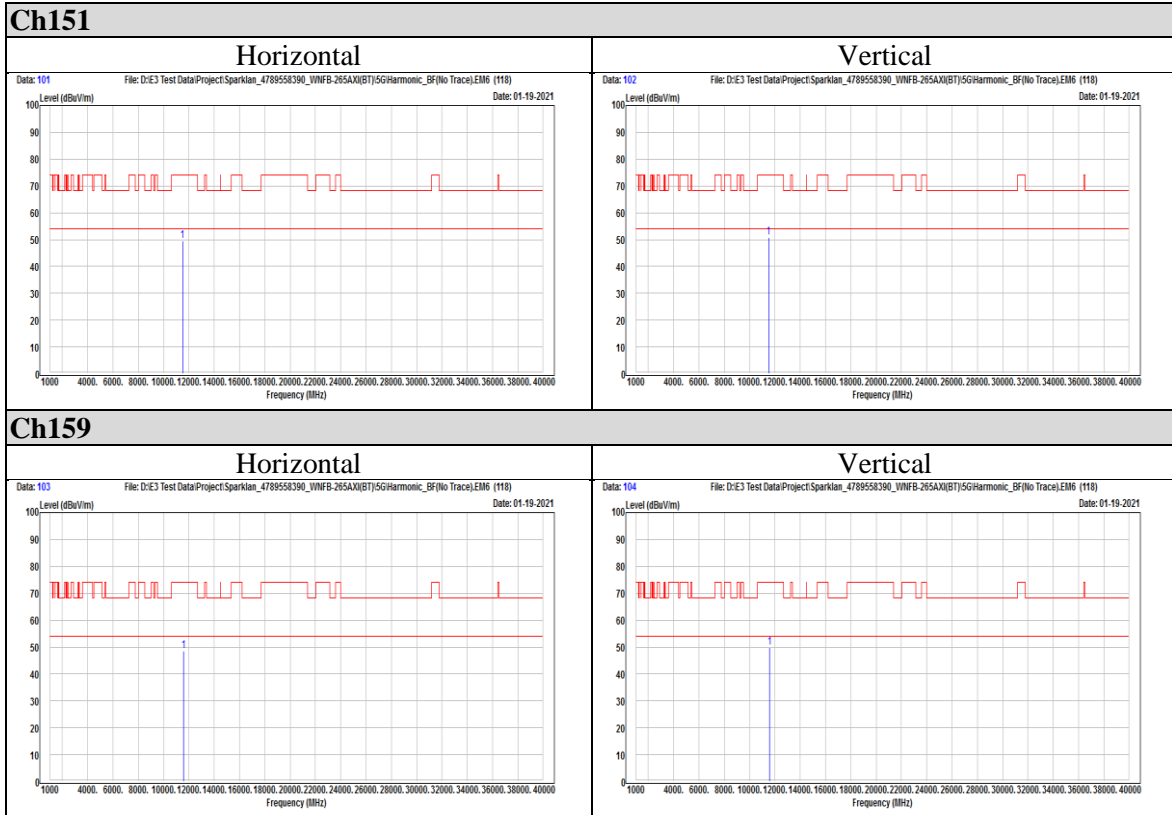 Ch151
Horizontal Vertical
Data: 101 File: D:\E3 Test Data\Project\Sparklan_4789558390_WNFB-265AXI(BT)\5G\Harmonic_BF(No Trace).EM6 (118)
Date: 01-19-2021
Level (dBuV/m)
100
90
80
70
60
50
40
30
20
10
0
1
1000 4000. 6000. 8000. 10000. 12000. 14000. 16000. 18000. 20000. 22000. 24000. 26000. 28000. 30000. 32000. 34000. 36000. 38000. 40000
Frequency (MHz)
Data: 102 File: D:\E3 Test Data\Project\Sparklan_4789558390_WNFB-265AXI(BT)\5G\Harmonic_BF(No Trace).EM6 (118)
Date: 01-19-2021
Level (dBuV/m)
100
90
80
70
60
50
40
30
20
10
0
1
1000 4000. 6000. 8000. 10000. 12000. 14000. 16000. 18000. 20000. 22000. 24000. 26000. 28000. 30000. 32000. 34000. 36000. 38000. 40000
Frequency (MHz)
Ch159
Horizontal Vertical
Data: 103 File: D:\E3 Test Data\Project\Sparklan_4789558390_WNFB-265AXI(BT)\5G\Harmonic_BF(No Trace).EM6 (118)
Date: 01-19-2021
Level (dBuV/m)
100
90
80
70
60
50
40
30
20
10
0
1
1000 4000. 6000. 8000. 10000. 12000. 14000. 16000. 18000. 20000. 22000. 24000. 26000. 28000. 30000. 32000. 34000. 36000. 38000. 40000
Frequency (MHz)
Data: 104 File: D:\E3 Test Data\Project\Sparklan_4789558390_WNFB-265AXI(BT)\5G\Harmonic_BF(No Trace).EM6 (118)
Date: 01-19-2021
Level (dBuV/m)
100
90
80
70
60
50
40
30
20
10
0
1
1000 4000. 6000. 8000. 10000. 12000. 14000. 16000. 18000. 20000. 22000. 24000. 26000. 28000. 30000. 32000. 34000. 36000. 38000. 40000
Frequency (MHz)